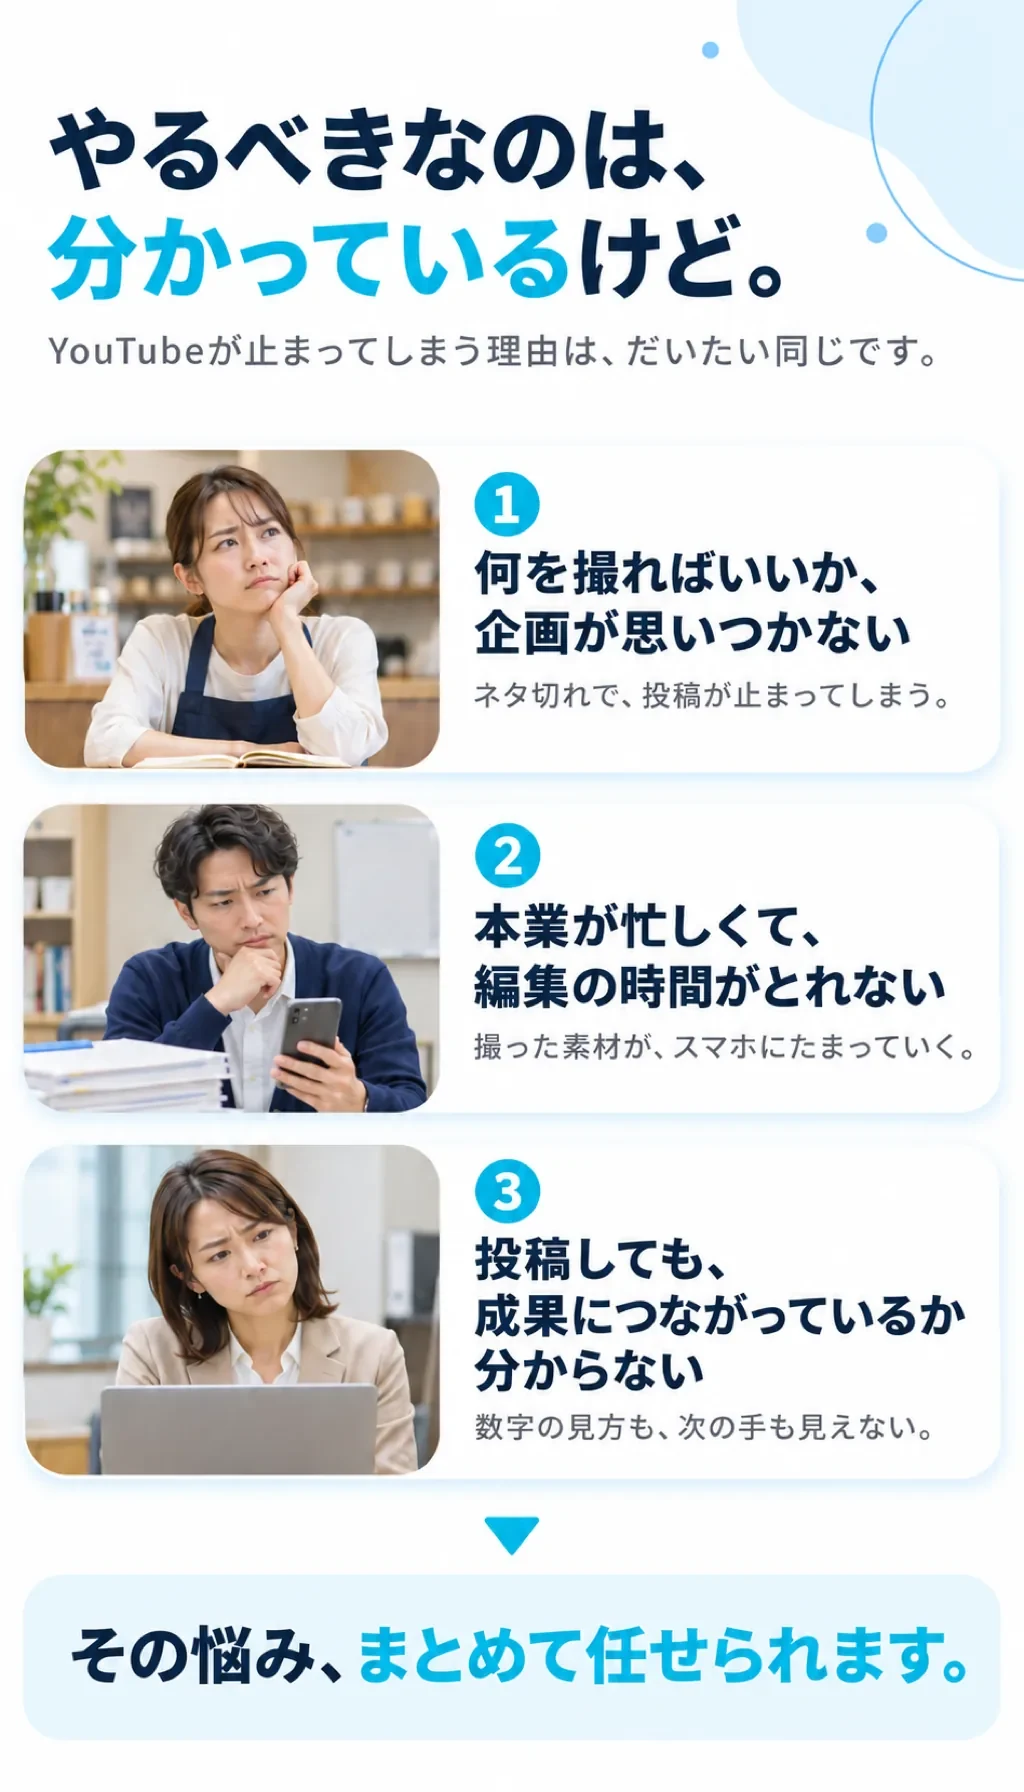 やるべきなのは、
分かっているけど。
YouTubeが止まってしまう理由は、だいたい同じです。
1
何を撮ればいいか、
企画が思いつかない
ネタ切れで、投稿が止まってしまう。
2
本業が忙しくて、
編集の時間がとれない
撮った素材が、スマホにたまっていく。
3
投稿しても、
成果につながっているか
分からない
数字の見方も、次の手も見えない。
その悩み、まとめて任せられます。